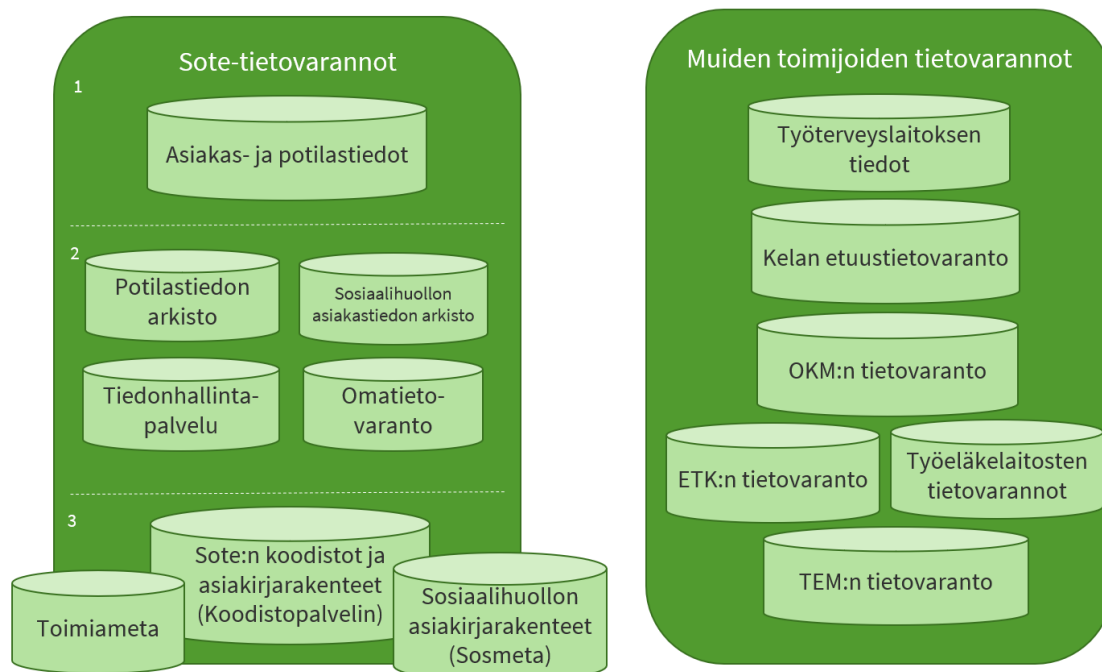 Sote-tietovarannot
1
Asiakas- ja potilastiedot
2
Potilastiedon
arkisto
Sosiaalihuollon
asiakastiedon arkisto
Tiedonhallinta-
palvelu
Omatieto-
varanto
3
Sote:n koodistot ja
asiakirjarakenteet
(Koodistopalvelin)
Toimiameta
Sosiaalihuollon
asiakirjarakenteet
(Sosmeta)
Muiden toimijoiden tietovarannot
Työterveyslaitoksen
tiedot
Kelan etuustietovaranto
OKM:n tietovaranto
ETK:n tietovaranto
Työeläkelaitosten
tietovarannot
TEM:n tietovaranto